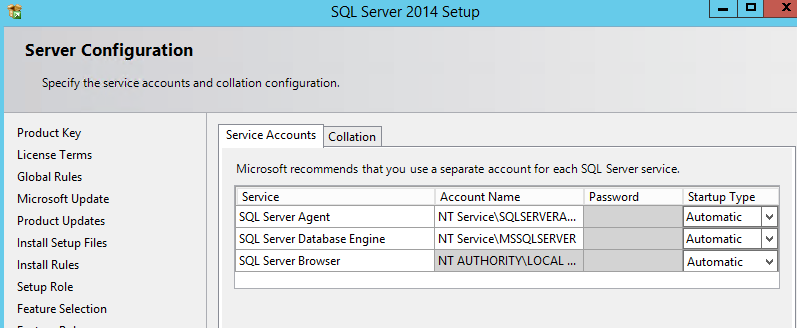 SQL Server 2014 Setup
Server Configuration
Specify the service accounts and collation configuration.
Product Key
License Terms
Global Rules
Microsoft Update
Product Updates
Install Setup Files
Install Rules
Setup Role
Feature Selection
Service Accounts Collation
Microsoft recommends that you use a separate account for each SQL Server service.
Service Account Name Password Startup Type
SQL Server Agent NT Service\SQLSERVERA... Automatic
SQL Server Database Engine NT Service\MSSQLSERVER Automatic
SQL Server Browser NT AUTHORITY\LOCAL ... Automatic